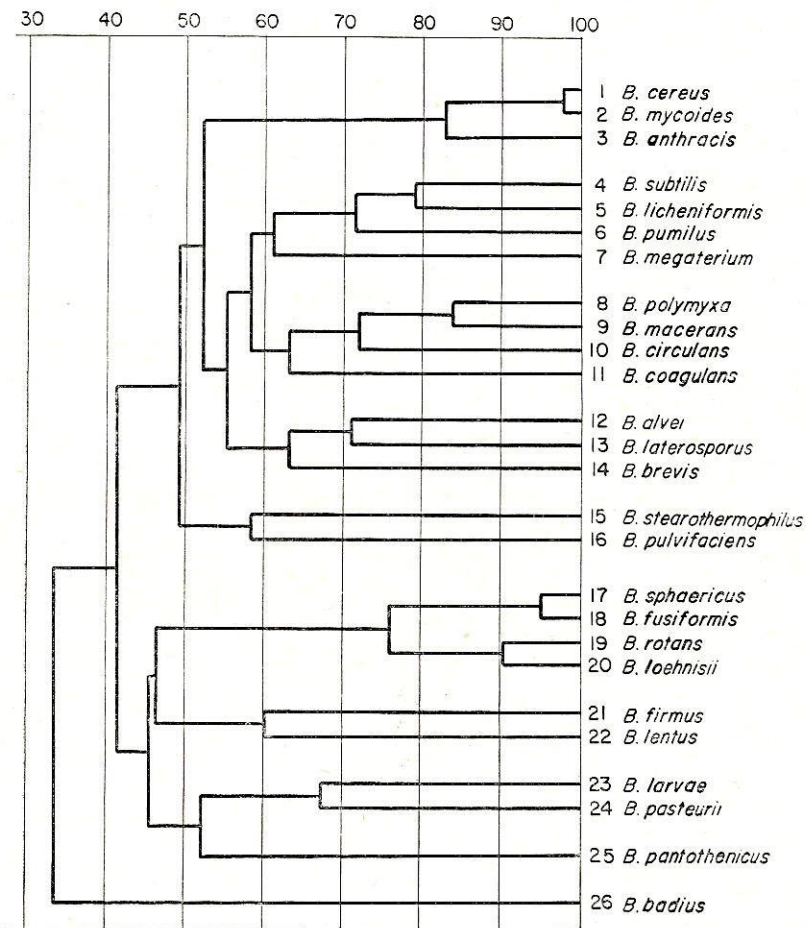 30 40 50 60 70 80 90 100
1 B. cereus
2 B. mycoides
3 B. anthracis
4 B. subtilis
5 B. licheniformis
6 B. pumilus
7 B. megaterium
8 B. polymyxa
9 B. macerans
10 B. circulans
11 B. coagulans
12 B. alvei
13 B. laterosporus
14 B. brevis
15 B. stearothermophilus
16 B. pulvifaciens
17 B. sphaericus
18 B. fusiformis
19 B. rotans
20 B. loehnisii
21 B. firmus
22 B. lentus
23 B. larvae
24 B. pasteurii
25 B. pantothenicus
26 B. badius